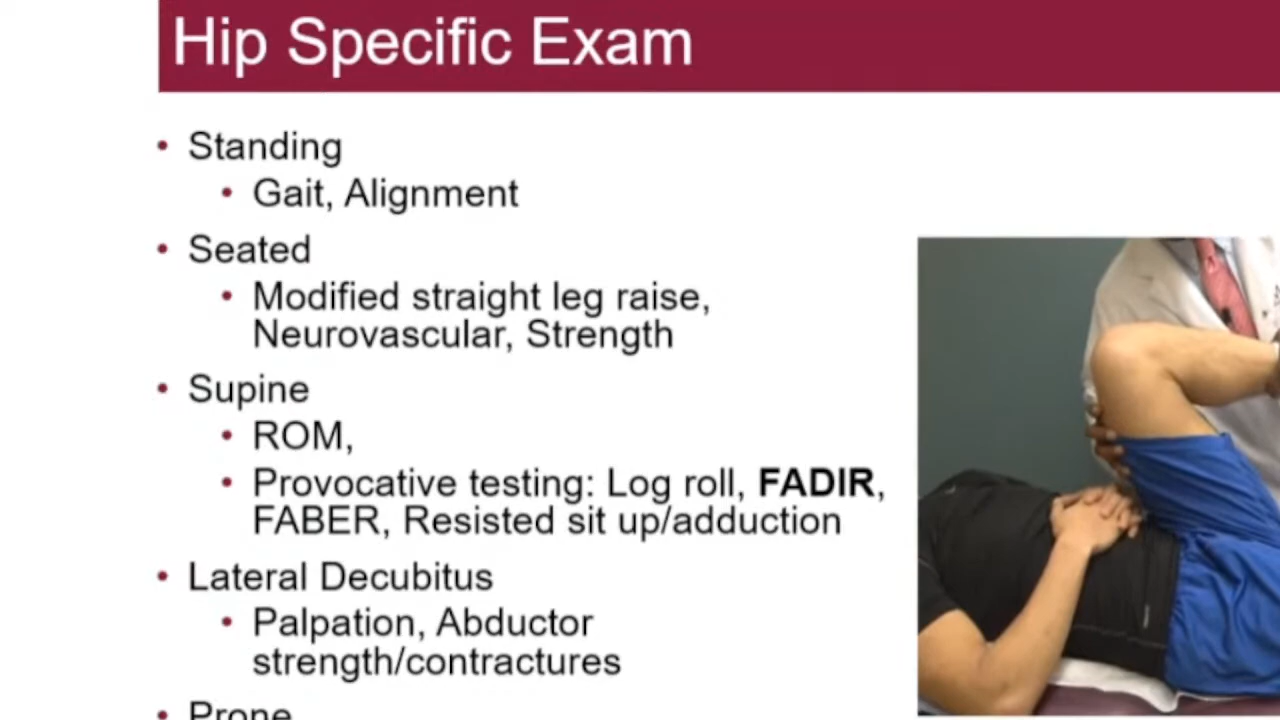 Hip Specific Exam
• Standing
• Gait, Alignment
• Seated
• Modified straight leg raise,
Neurovascular, Strength
• Supine
• ROM,
• Provocative testing: Log roll, FADIR,
FABER, Resisted sit up/adduction
• Lateral Decubitus
• Palpation, Abductor
strength/contractures
• Prone